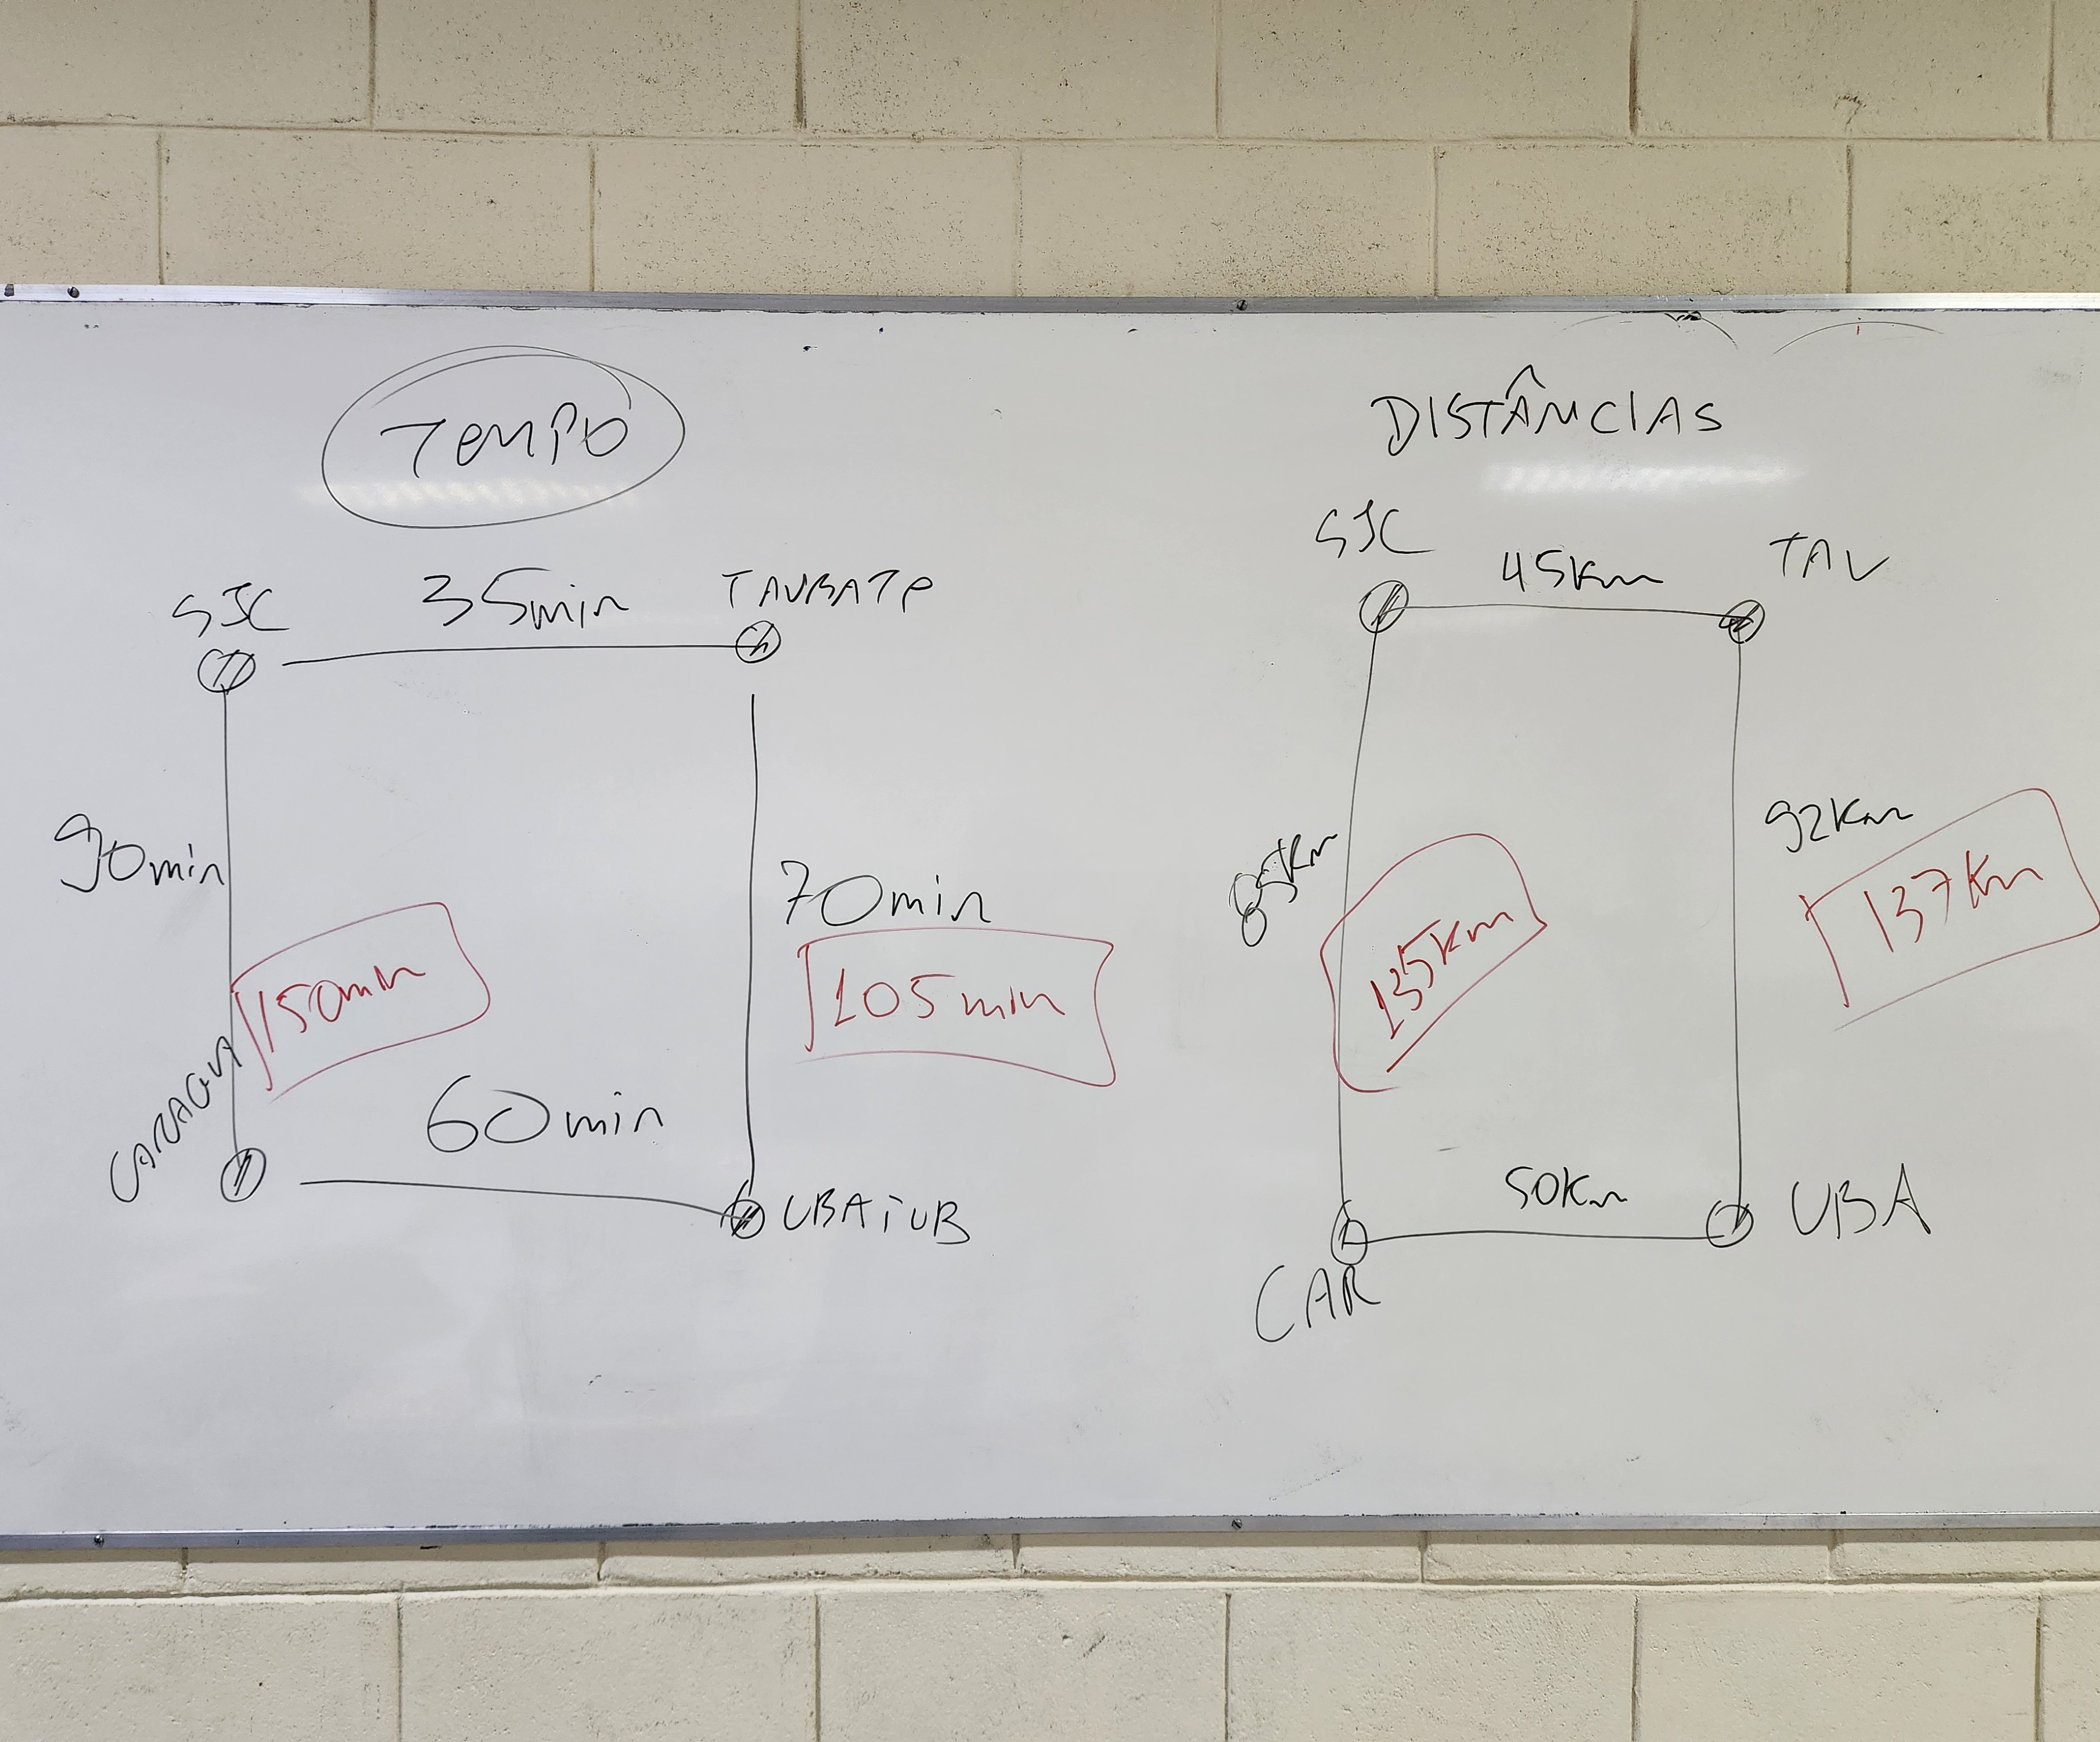 TEMPO
SJC 35min TAUBATE
90min
70min
150min
105min
CARAGUA
60min
UBATUB
DISTÂNCIAS
SJC 45Km TAU
85Km
92Km
135Km
137Km
50Km
UBA
CAR